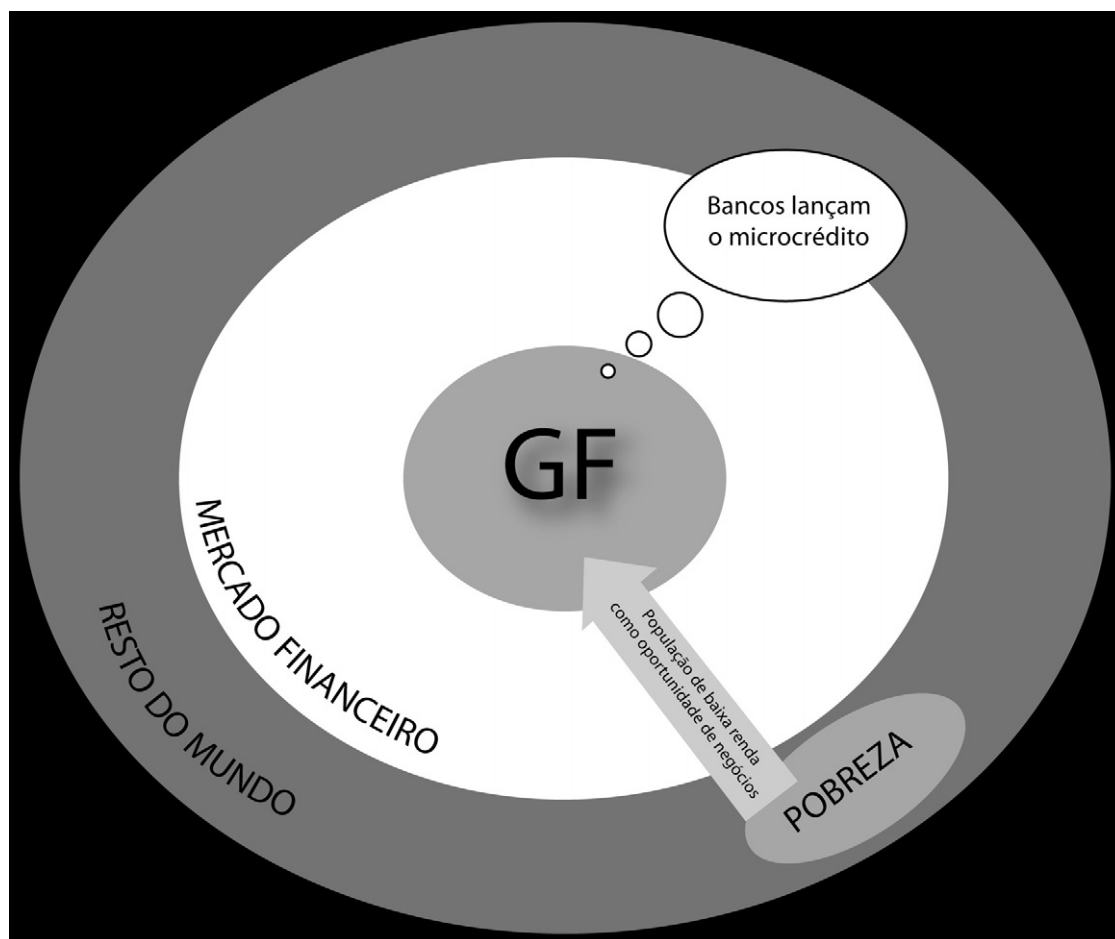 Bancos lançam
o microcrédito
GF
MERCADO FINANCEIRO
RESTO DO MUNDO
População de baixa renda
como oportunidade de negócios
POBREZA